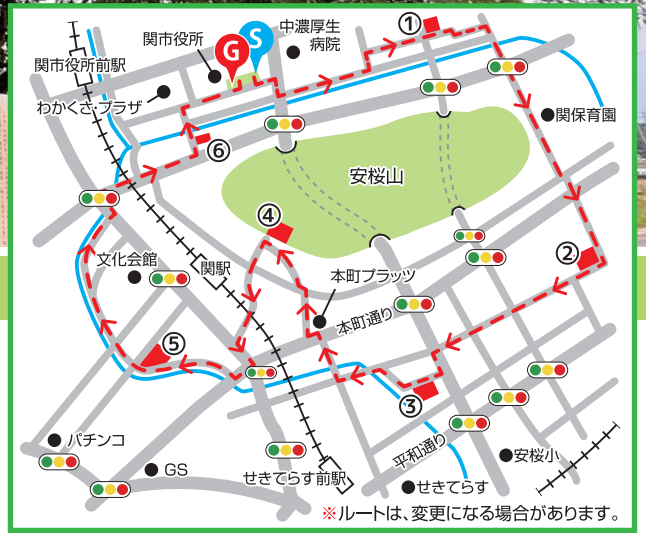 ①
中濃厚生
病院
S
G
関市役所
関市役所前駅
わかくさ・プラザ
関保育園
⑥
安桜山
④
②
文化会館
関駅
本町プラッツ
本町通り
⑤
③
平和通り
パチンコ
GS
せきてらす前駅
安桜小
せきてらす
※ルートは、変更になる場合があります。